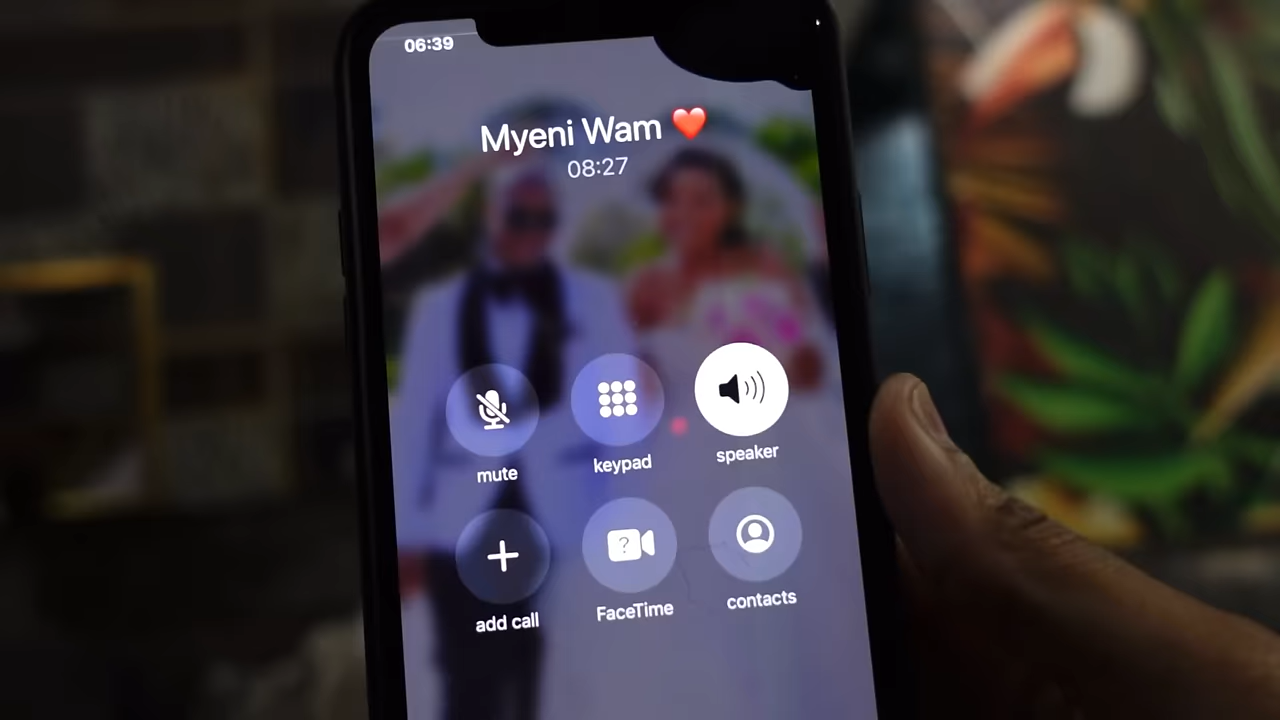 06:39
Myeni Wam ❤️
08:27
mute
keypad
speaker
?
add call
FaceTime
contacts